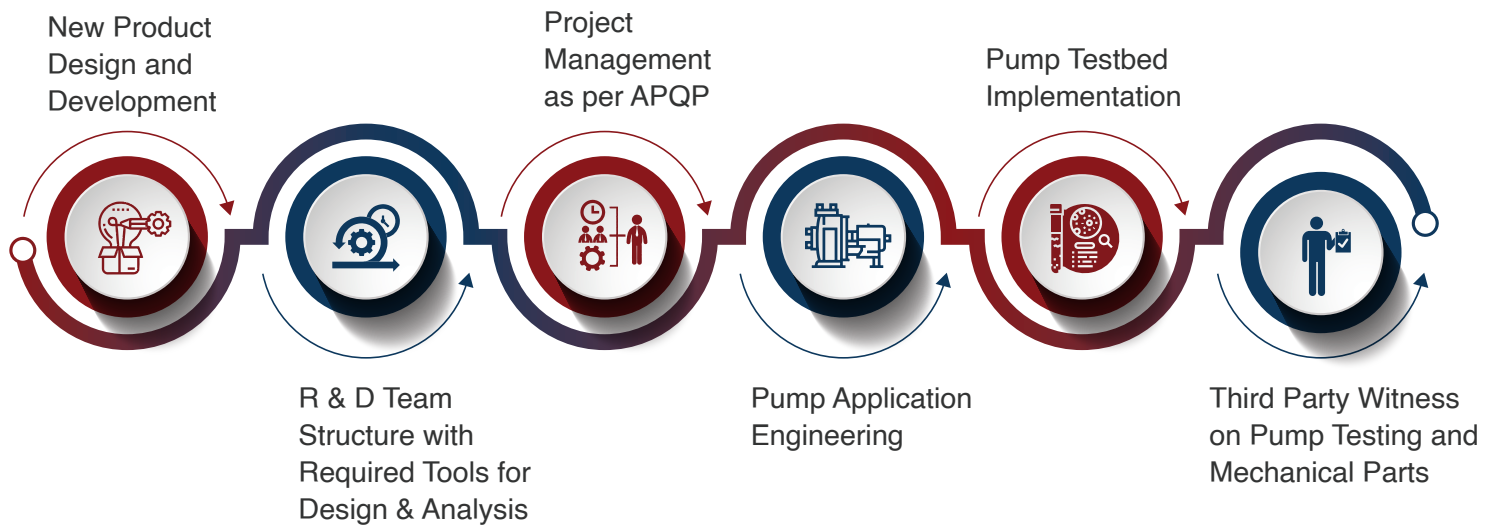 New Product
Design and
Development
R & D Team
Structure with
Required Tools for
Design & Analysis
Project
Management
as per APQP
Pump Application
Engineering
Pump Testbed
Implementation
Third Party Witness
on Pump Testing and
Mechanical Parts